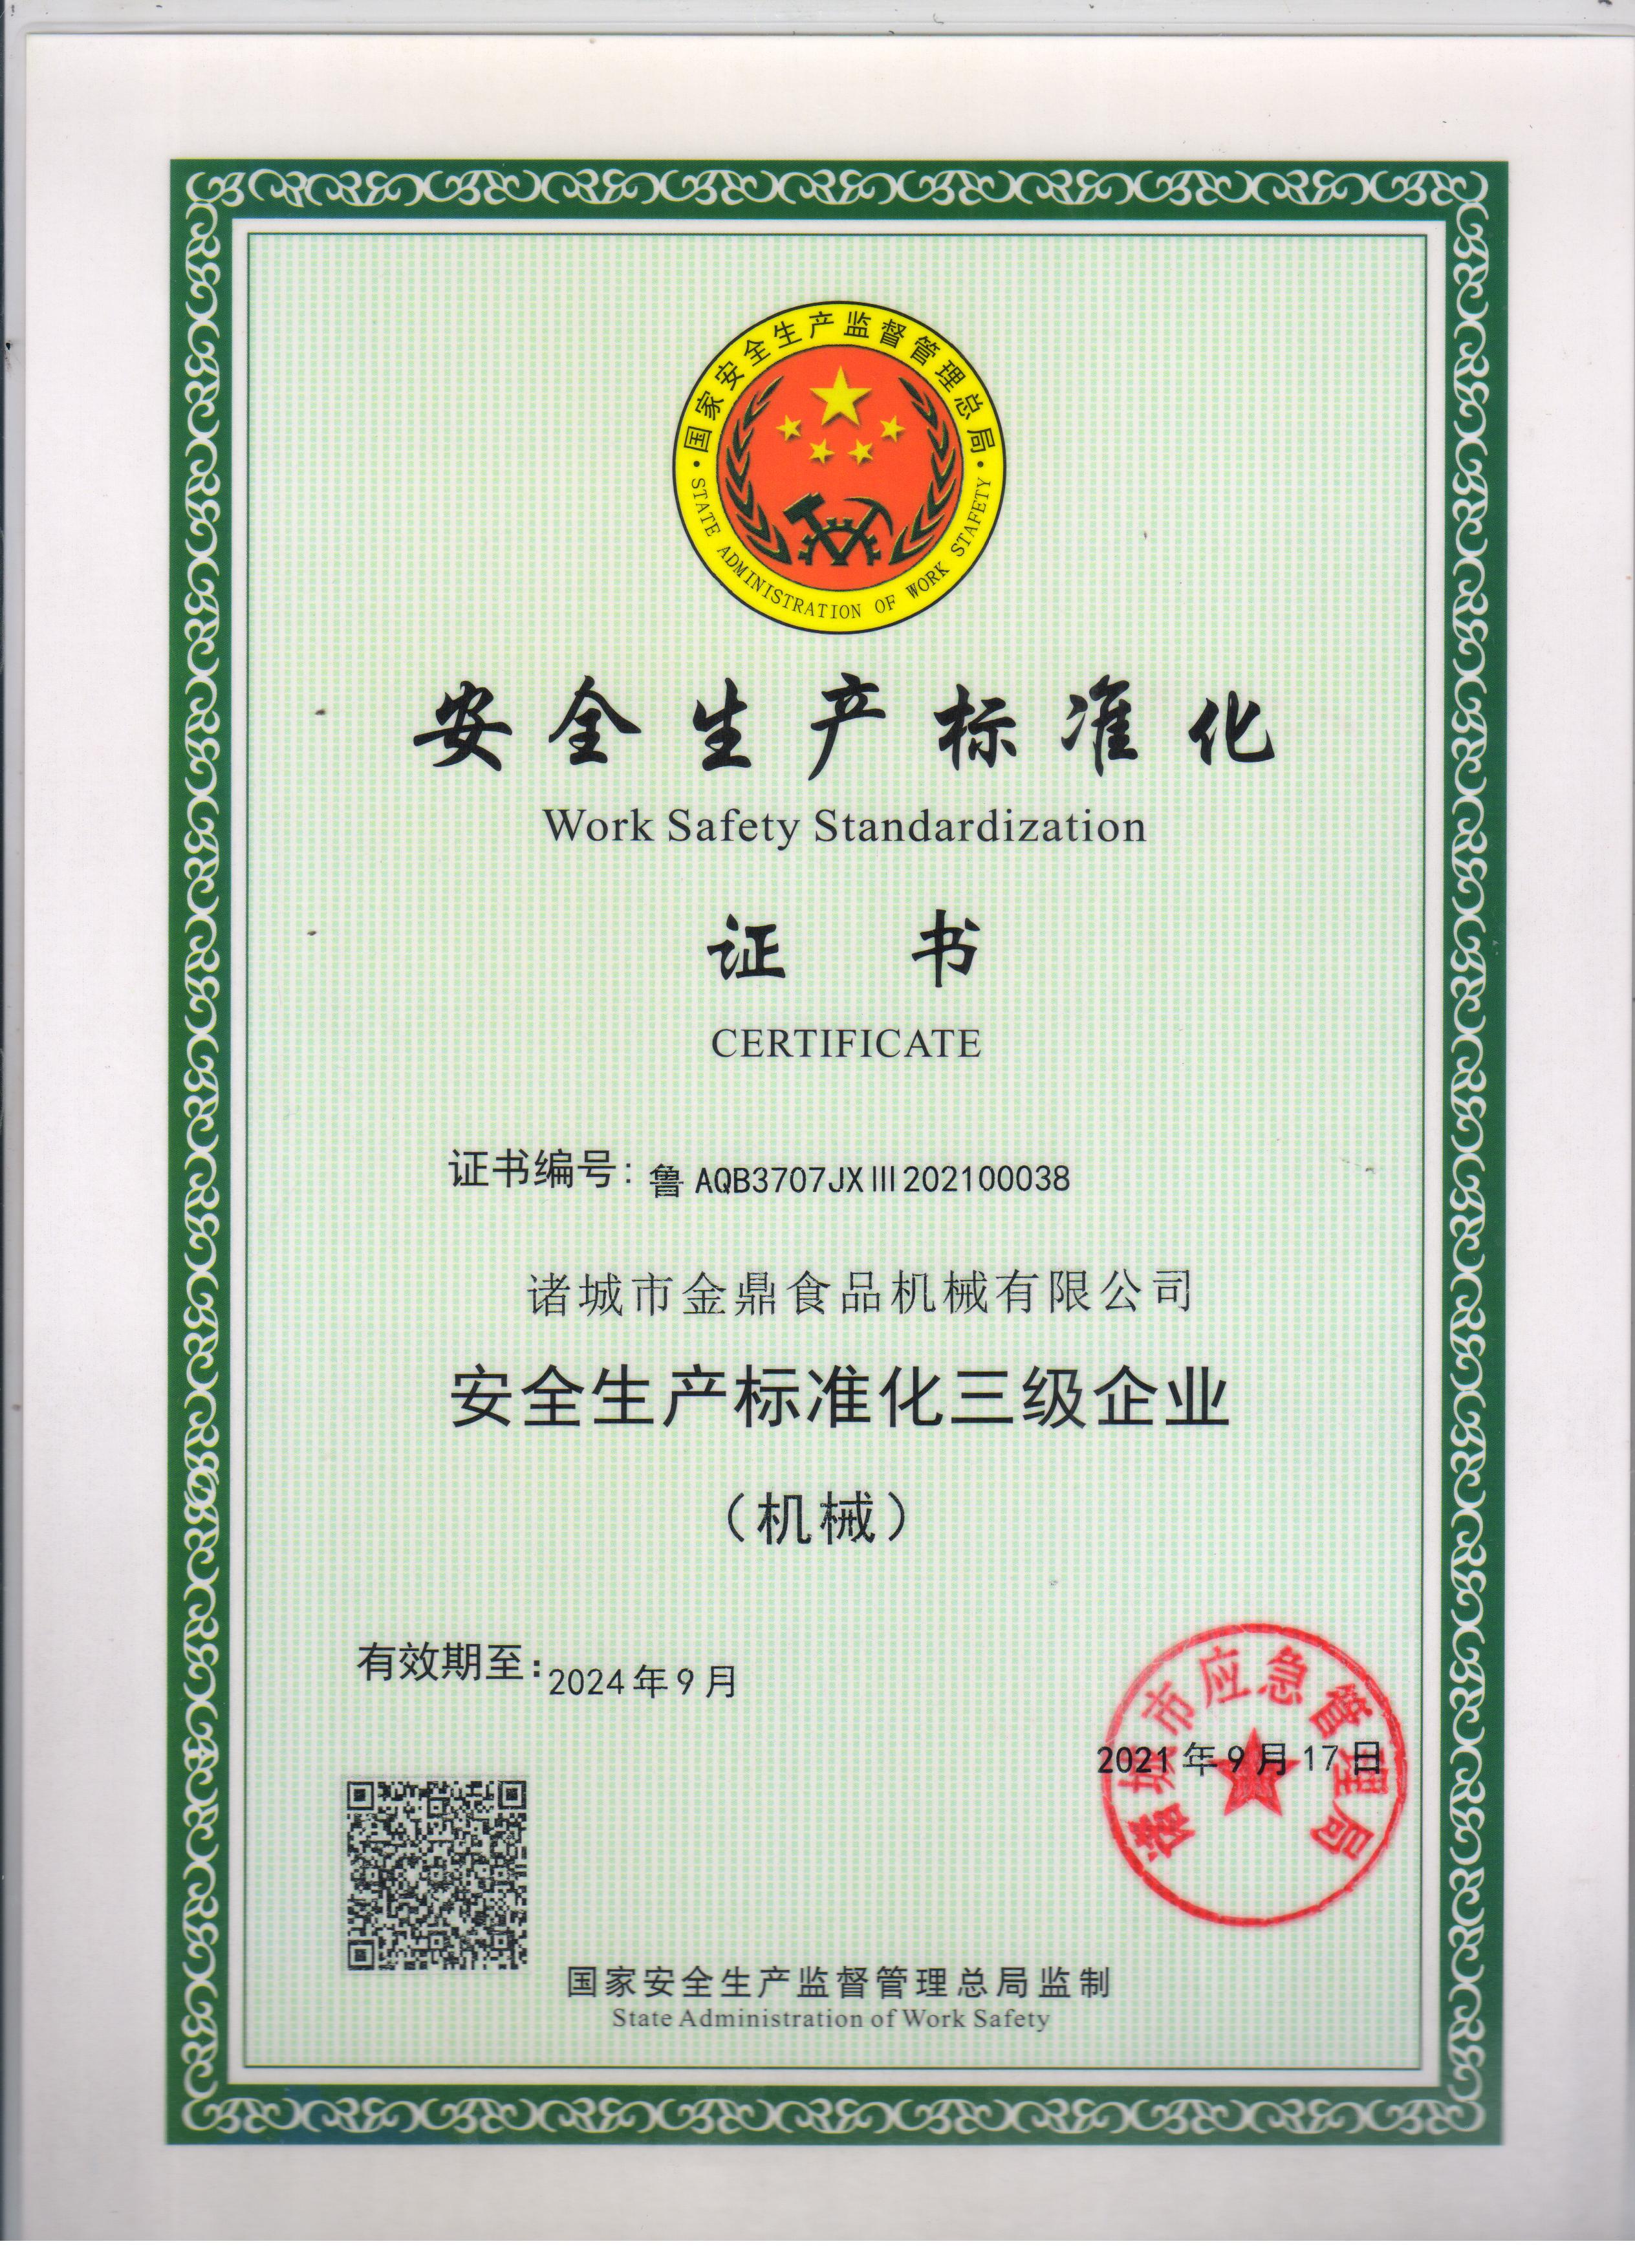 国家安全生产监督管理总局
STATE ADMINISTRATION OF WORK STAFETY
安全生产标准化
Work Safety Standardization
证书
CERTIFICATE
证书编号：鲁 AQB3707JXIII202100038
诸城市金鼎食品机械有限公司
安全生产标准化三级企业
（机械）
有效期至：2024年9月
诸城市应急管理局
2021年9月17日
国家安全生产监督管理总局监制
State Administration of Work Safety